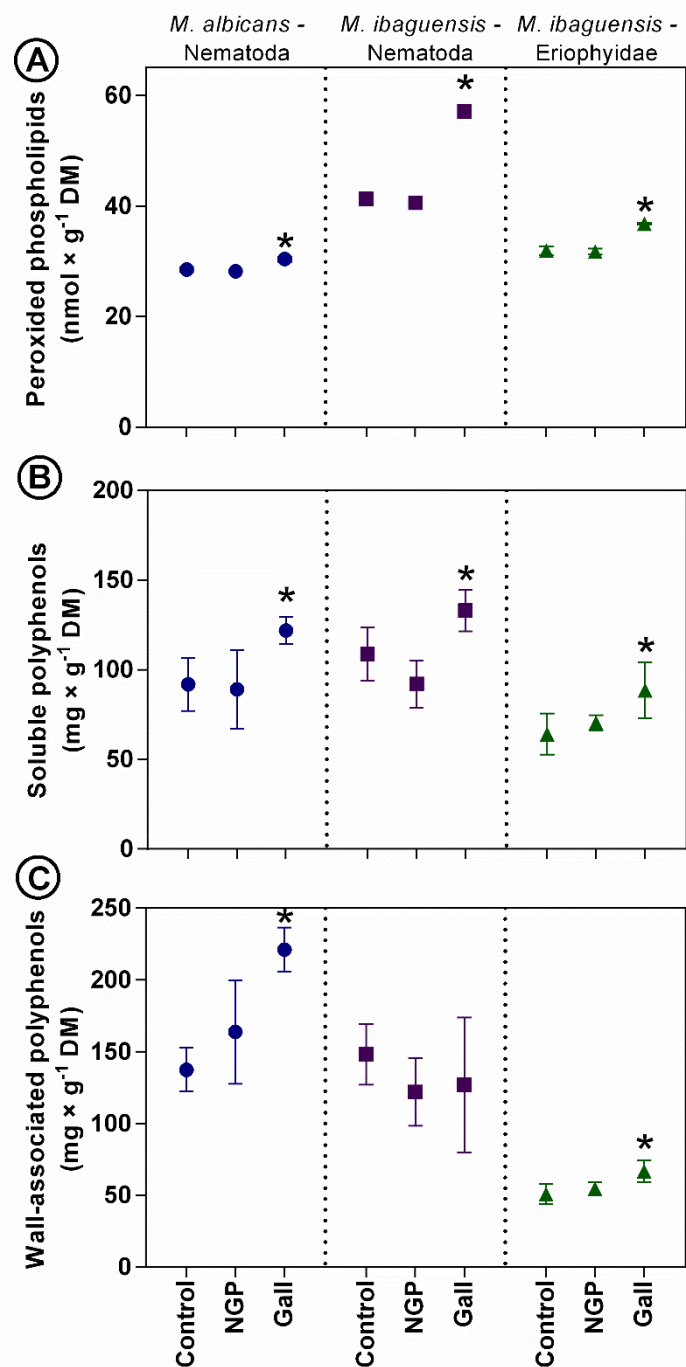 M. albicans - M. ibaguensis - M. ibaguensis -
Nematoda Nematoda Eriophyidae
A
Peroxided phospholipids
(nmol × g⁻¹ DM)
60
40
20
0
*
*
*
B
Soluble polyphenols
(mg × g⁻¹ DM)
200
150
100
50
0
*
*
*
C
Wall-associated polyphenols
(mg × g⁻¹ DM)
250
200
150
100
50
0
*
*
Control NGP Gall Control NGP Gall Control NGP Gall